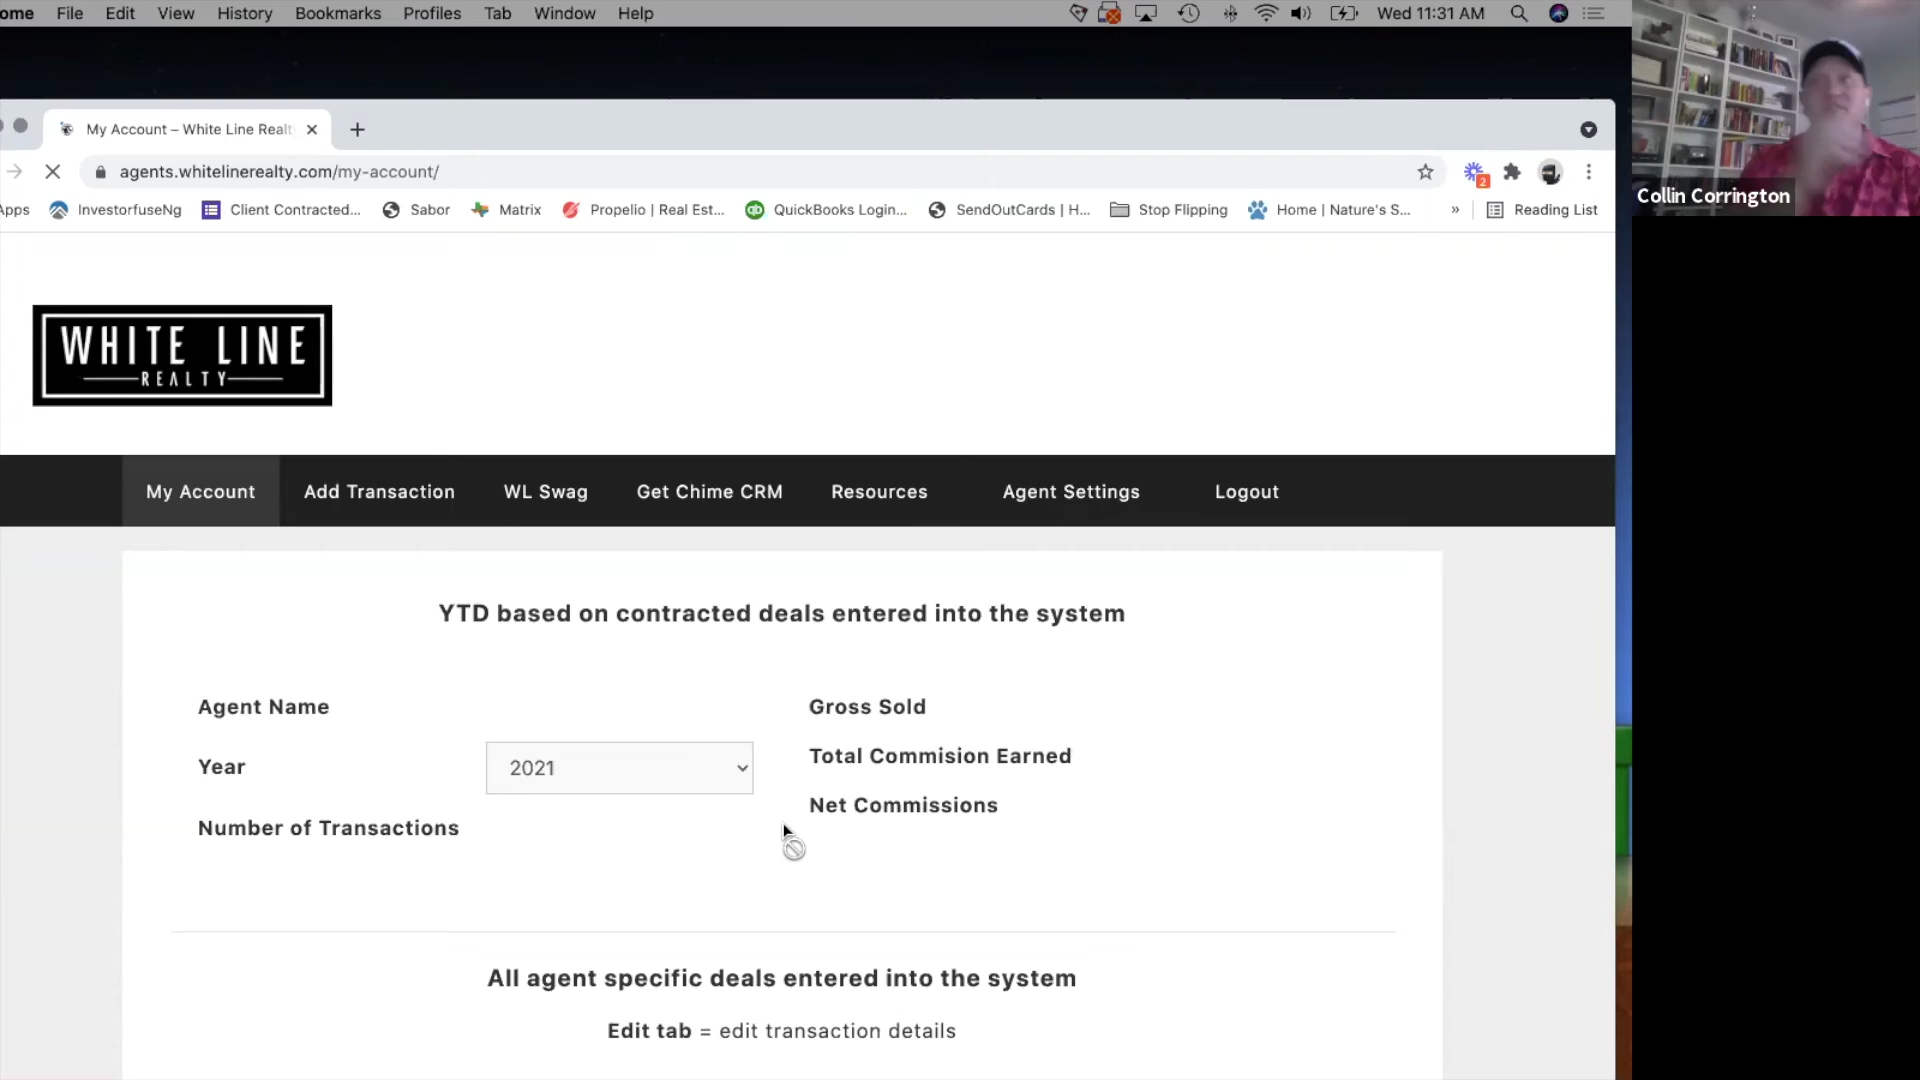 ome File Edit View History Bookmarks Profiles Tab Window Help Wed 11:31 AM
My Account – White Line Realt
agents.whitelinerealty.com/my-account/
2
Apps InvestorfuseNg Client Contracted... Sabor Matrix Propelio | Real Est... QuickBooks Login... SendOutCards | H... Stop Flipping Home | Nature's S... » Reading List
Collin Corrington
WHITE LINE
REALTY
My Account Add Transaction WL Swag Get Chime CRM Resources Agent Settings Logout
YTD based on contracted deals entered into the system
Agent Name
Year 2021
Number of Transactions
Gross Sold
Total Commision Earned
Net Commissions
All agent specific deals entered into the system
Edit tab = edit transaction details